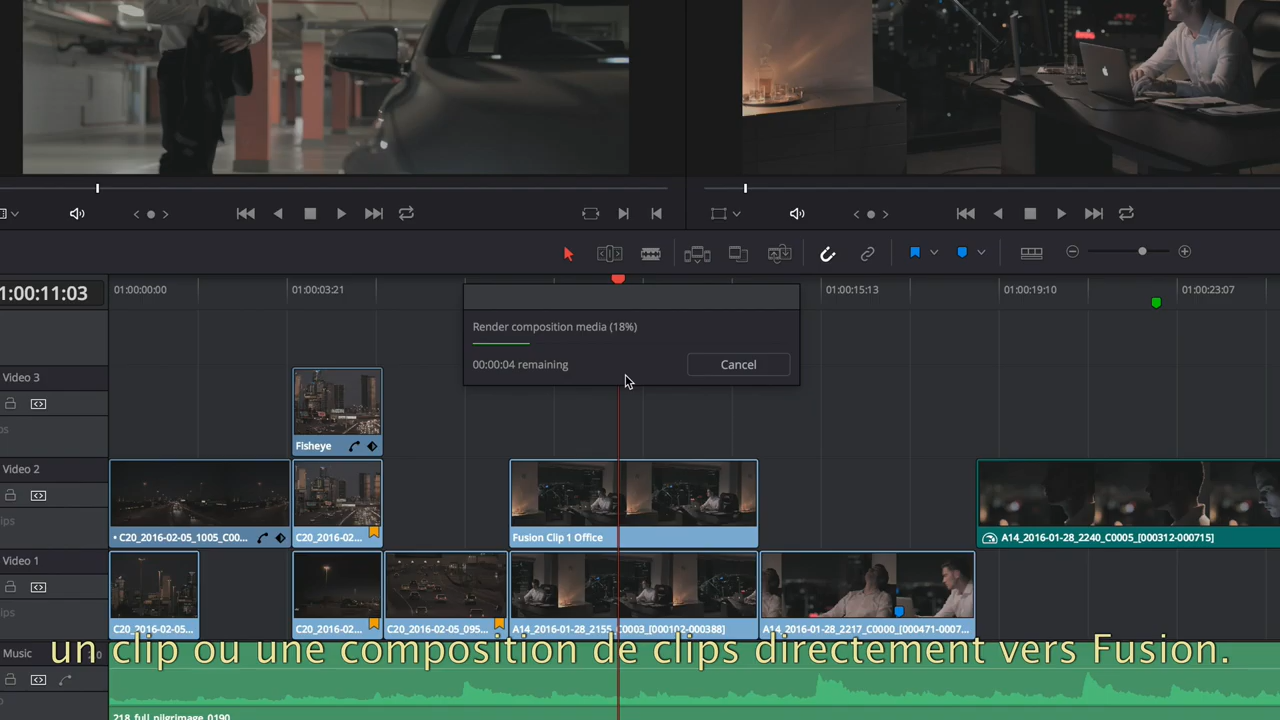 1:00:11:03
01:00:00:00
01:00:03:21
01:00:15:13
01:00:19:10
01:00:23:07
Render composition media (18%)
00:00:04 remaining
Cancel
Video 3
Fisheye
Video 2
• C20_2016-02-05_1005_C00...
C20_2016-02...
Fusion Clip 1 Office
A14_2016-01-28_2240_C0005_[000312-000715]
Video 1
C20_2016-02-05...
C20_2016-02...
C20_2016-02-05_095...
A14_2016-01-28_2155_C0003_[000102-000388]
A14_2016-01-28_2217_C0000_[000471-0007...
un clip ou une composition de clips directement vers Fusion.
Music
218_full_pilgrimage_0190